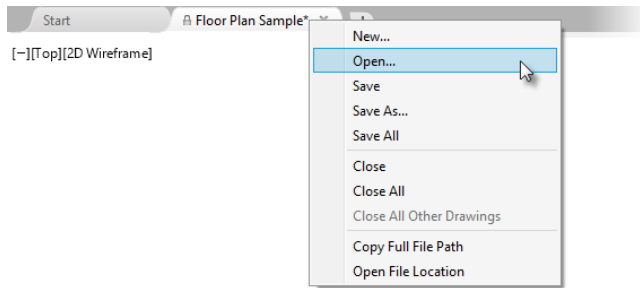 Start
Floor Plan Sample*
[−][Top][2D Wireframe]
New...
Open...
Save
Save As...
Save All
Close
Close All
Close All Other Drawings
Copy Full File Path
Open File Location